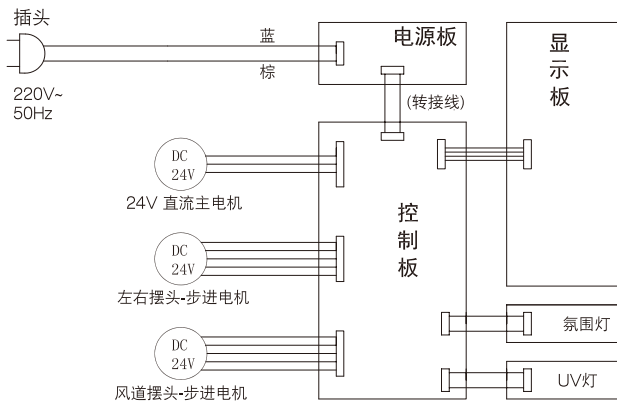 插头
蓝
棕
220V~
50Hz
电源板
(转接线)
显示板
DC
24V
24V 直流主电机
控制板
DC
24V
左右摆头-步进电机
DC
24V
风道摆头-步进电机
氛围灯
UV灯